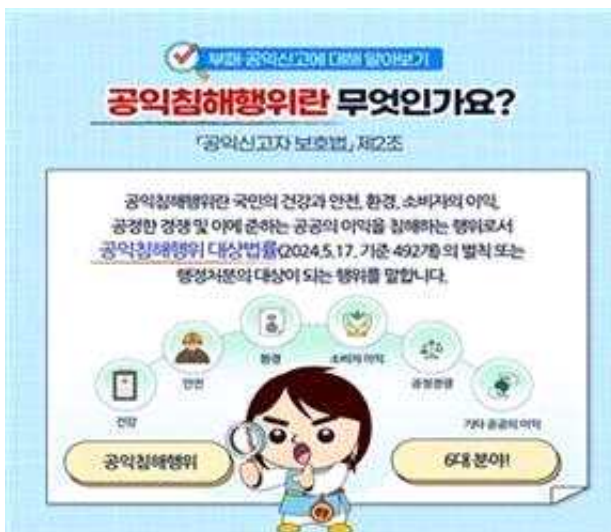 부패·공익신고에 대해 알아보기
공익침해행위란 무엇인가요?
「공익신고자 보호법」 제2조
공익침해행위란 국민의 건강과 안전, 환경, 소비자의 이익,
공정한 경쟁 및 이에 준하는 공공의 이익을 침해하는 행위로서
공익침해행위 대상법률(2024.5.17. 기준 492개)의 벌칙 또는
행정처분의 대상이 되는 행위를 말합니다.
건강
안전
환경
소비자 이익
공정경쟁
기타 공공의 이익
공익침해행위
6대 분야!